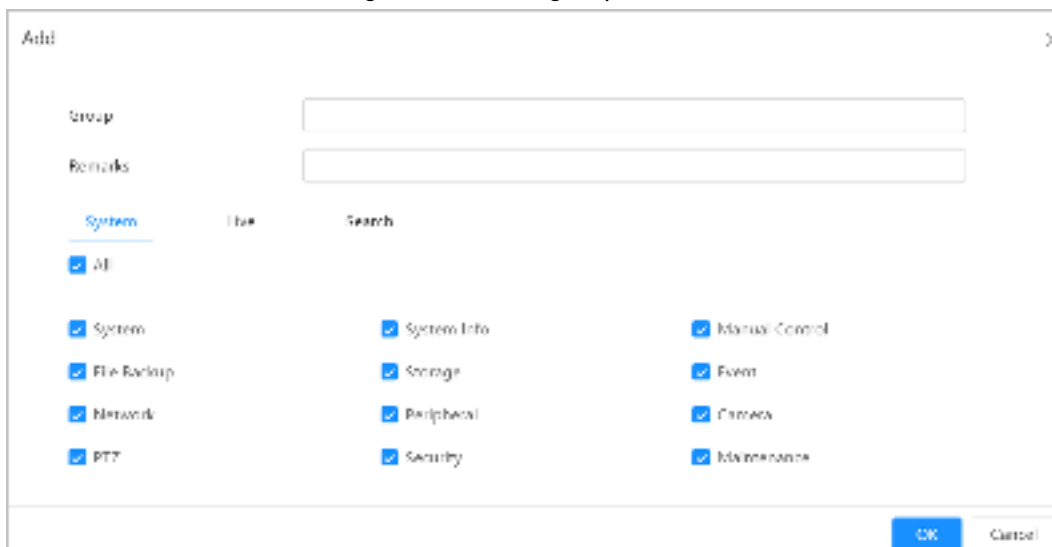 Add
Group
Remarks
System Live Search
All
System System Info Manual Control
File Backup Storage Event
Network Peripheral Camera
PTZ Security Maintenance
OK Cancel